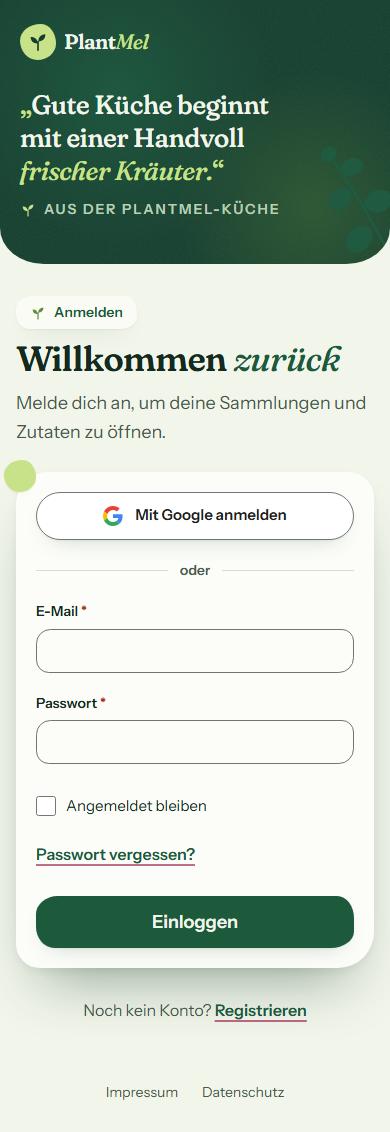 PlantMel
„Gute Küche beginnt
mit einer Handvoll
frischer Kräuter.“
AUS DER PLANTMEL-KÜCHE
Anmelden
Willkommen zurück
Melde dich an, um deine Sammlungen und
Zutaten zu öffnen.
Mit Google anmelden
oder
E-Mail *
Passwort *
Angemeldet bleiben
Passwort vergessen?
Einloggen
Noch kein Konto? Registrieren
Impressum Datenschutz